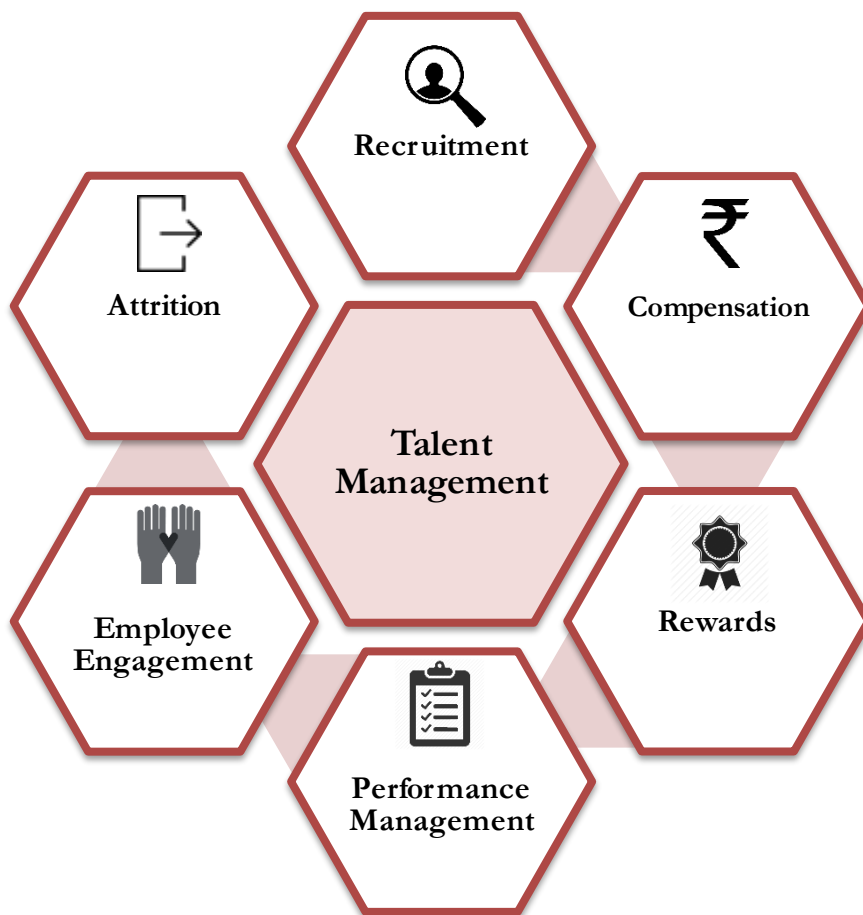 Recruitment
Attrition
Compensation
Talent
Management
Employee
Engagement
Rewards
Performance
Management